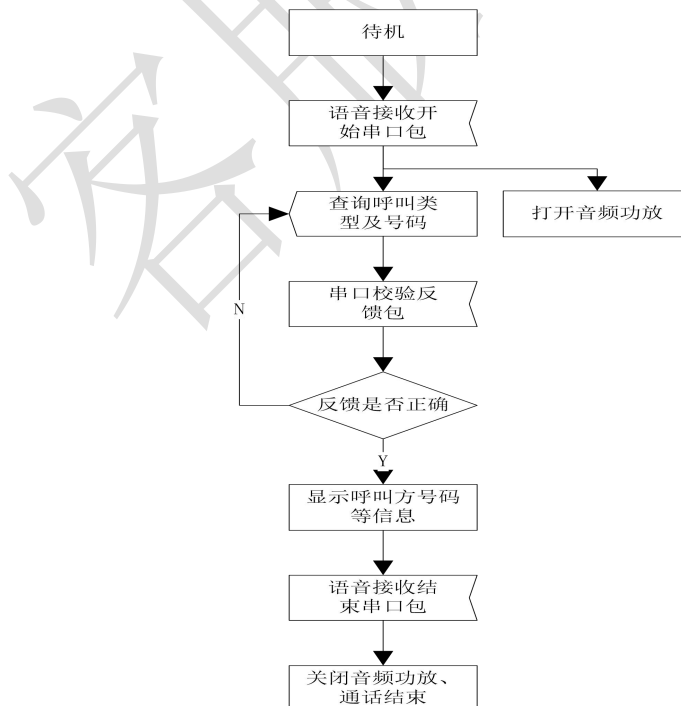 待机
语音接收开
始串口包
查询呼叫类
型及号码
打开音频功放
串口校验反
馈包
N
反馈是否正确
Y
显示呼叫方号码
等信息
语音接收结
束串口包
关闭音频功放、
通话结束